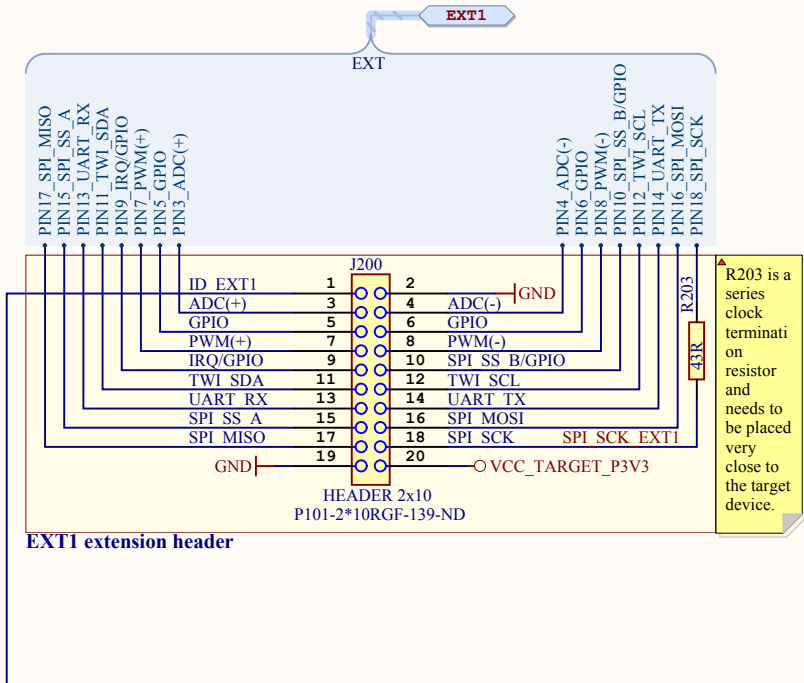 EXT1
EXT
PIN17_SPI_MISO
PIN15_SPI_SS_A
PIN13_UART_RX
PIN11_TWI_SDA
PIN9_IRQ/GPIO
PIN7_PWM(+)
PIN5_GPIO
PIN3_ADC(+)
PIN4_ADC(-)
PIN6_GPIO
PIN8_PWM(-)
PIN10_SPI_SS_B/GPIO
PIN12_TWI_SCL
PIN14_UART_TX
PIN16_SPI_MOSI
PIN18_SPI_SCK
J200
ID_EXT1 1 2 GND
ADC(+) 3 4 ADC(-)
GPIO 5 6 GPIO
PWM(+) 7 8 PWM(-)
IRQ/GPIO 9 10 SPI_SS_B/GPIO
TWI_SDA 11 12 TWI_SCL
UART_RX 13 14 UART_TX
SPI_SS_A 15 16 SPI_MOSI
SPI_MISO 17 18 SPI_SCK SPI_SCK_EXT1
GND 19 20 VCC_TARGET_P3V3
HEADER 2x10
P101-2*10RGF-139-ND
R203
43R
R203 is a
series
clock
terminati
on
resistor
and
needs to
be placed
very
close to
the target
device.
EXT1 extension header